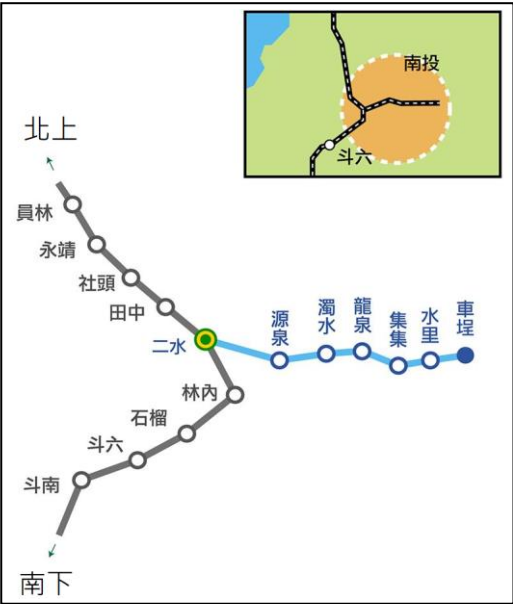 南投
斗六
北上
員林
永靖
社頭
田中
二水
源泉
濁水
龍泉
集集
水里
車埕
林內
石榴
斗六
斗南
南下